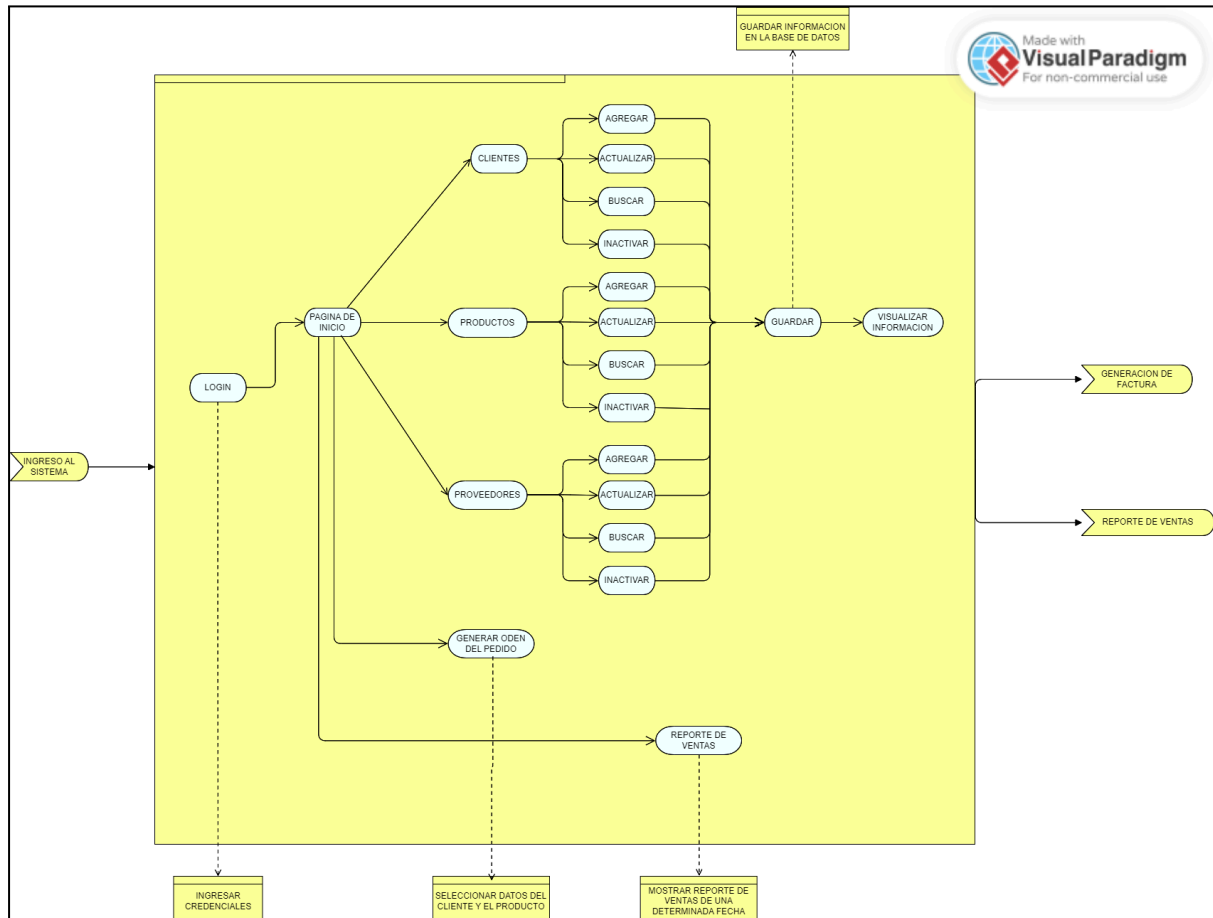 GUARDAR INFORMACION
EN LA BASE DE DATOS
Made with
Visual Paradigm
For non-commercial use
AGREGAR
CLIENTES
ACTUALIZAR
BUSCAR
INACTIVAR
AGREGAR
PAGINA DE
INICIO
PRODUCTOS
ACTUALIZAR
GUARDAR
VISUALIZAR
INFORMACION
BUSCAR
LOGIN
GENERACION DE
FACTURA
INACTIVAR
INGRESO AL
SISTEMA
AGREGAR
PROVEEDORES
ACTUALIZAR
REPORTE DE VENTAS
BUSCAR
INACTIVAR
GENERAR ODEN
DEL PEDIDO
REPORTE DE
VENTAS
INGRESAR
CREDENCIALES
SELECCIONAR DATOS DEL
CLIENTE Y EL PRODUCTO
MOSTRAR REPORTE DE
VENTAS DE UNA
DETERMINADA FECHA